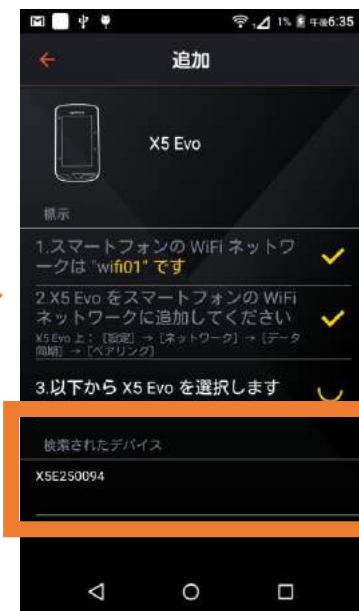 1% 午後6:35
追加
X5 Evo
標示
1.スマートフォンの WiFi ネットワ
ークは "wifi01" です
2.X5 Evo をスマートフォンの WiFi
ネットワークに追加してください
X5 Evo 上： [設定] → [ネットワーク] → [データ
同期] → [ペアリング]
3.以下から X5 Evo を選択します
検索されたデバイス
X5E250094